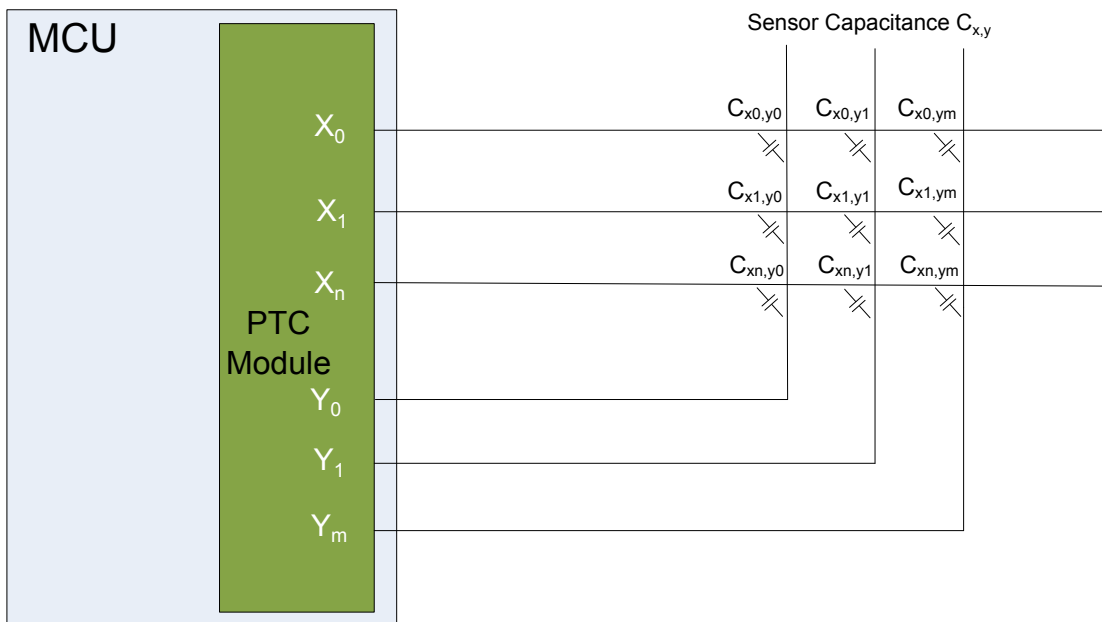 MCU
Sensor Capacitance Cx,y
Cx0,y0 Cx0,y1 Cx0,ym
X0
Cx1,y0 Cx1,y1 Cx1,ym
X1
Cxn,y0 Cxn,y1 Cxn,ym
Xn
PTC
Module
Y0
Y1
Ym